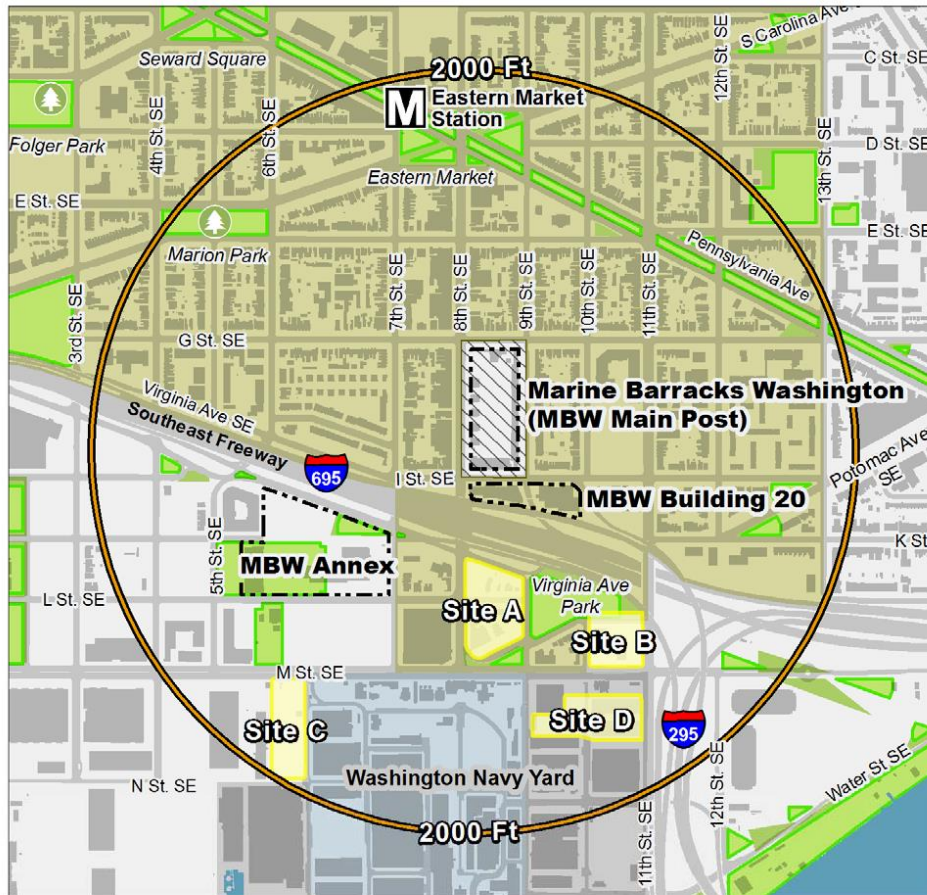 Seward Square
2000 Ft
12th St. SE
S Carolina Ave
C St. SE
M
Eastern Market
Station
Folger Park
4th St. SE
6th St. SE
D St. SE
13th St. SE
Eastern Market
E St. SE
E St. SE
Marion Park
Pennsylvania Ave
3rd St. SE
7th St. SE
8th St. SE
9th St. SE
10th St. SE
11th St. SE
G St. SE
Marine Barracks Washington
(MBW Main Post)
Virginia Ave SE
Southeast Freeway
695
I St. SE
MBW Building 20
Potomac Ave
SE
K St
5th St. SE
MBW Annex
Virginia Ave
Park
L St. SE
Site A
Site B
M St. SE
Site C
Site D
295
N St. SE
Washington Navy Yard
12th St. SE
11th St. SE
Water St SE
2000 Ft